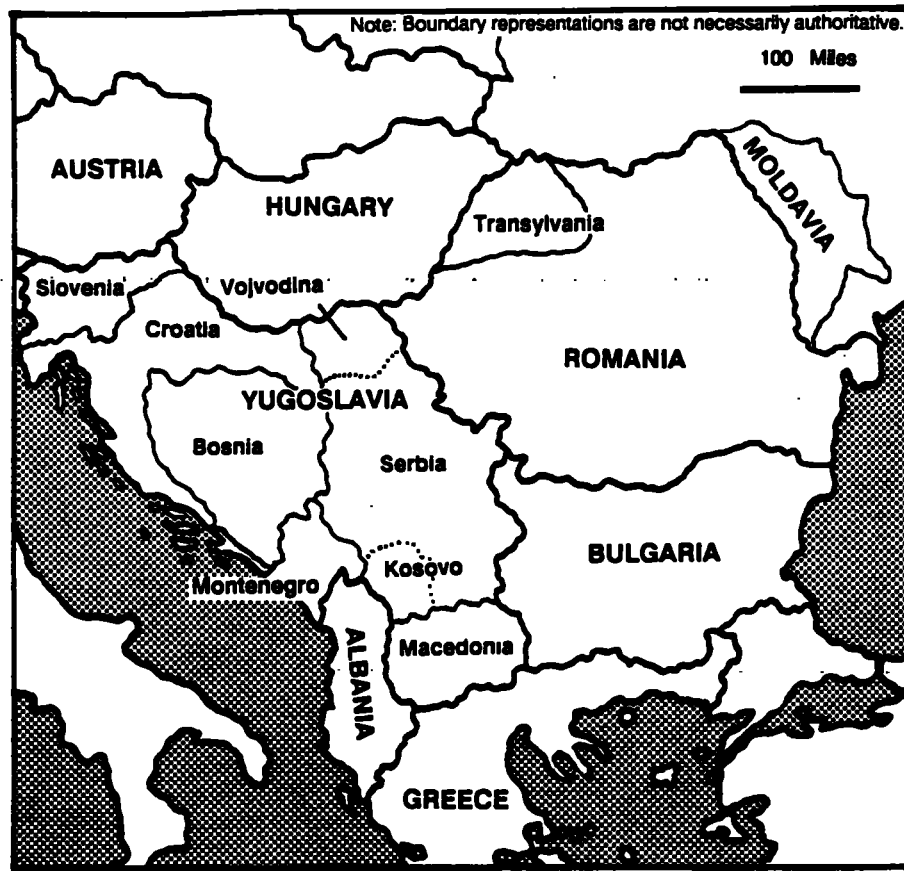 Note: Boundary representations are not necessarily authoritative.
100 Miles
AUSTRIA
HUNGARY
Transylvania
MOLDAVIA
Slovenia
Vojvodina
Croatia
ROMANIA
YUGOSLAVIA
Bosnia
Serbia
BULGARIA
Kosovo
Montenegro
Macedonia
ALBANIA
GREECE